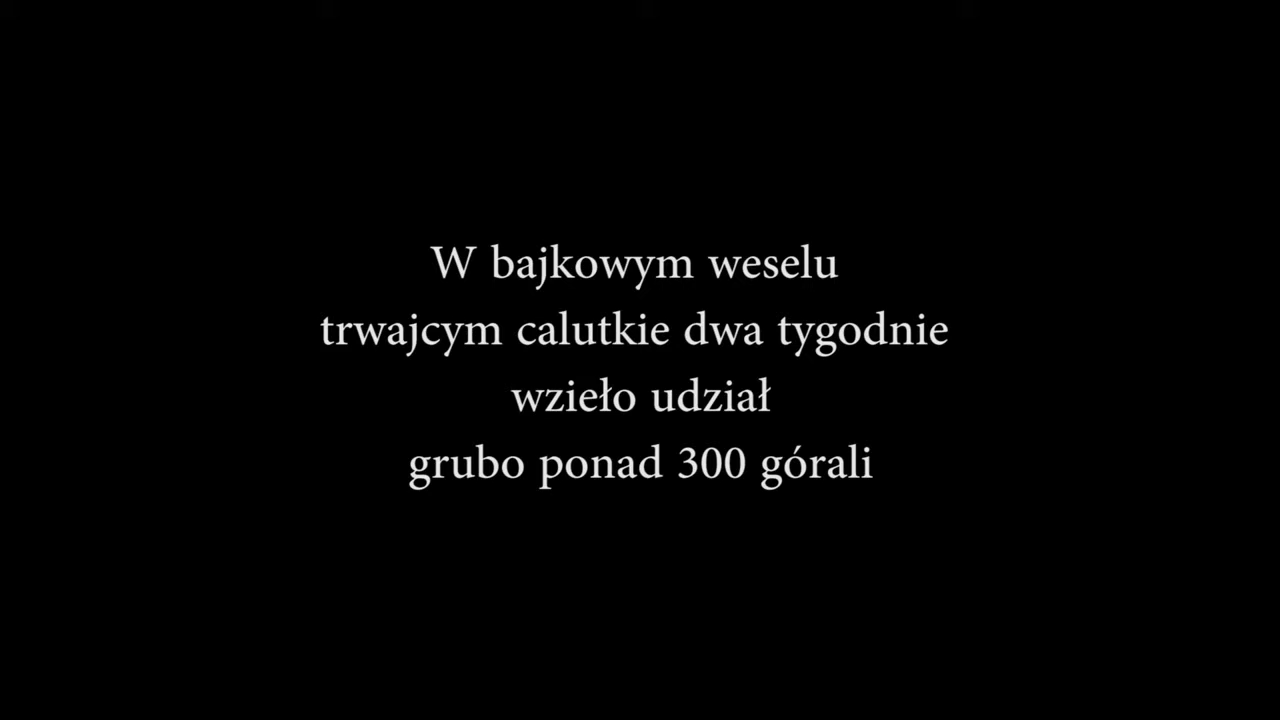 W bajkowym weselu
trwajcym calutkie dwa tygodnie
wzieło udział
grubo ponad 300 górali